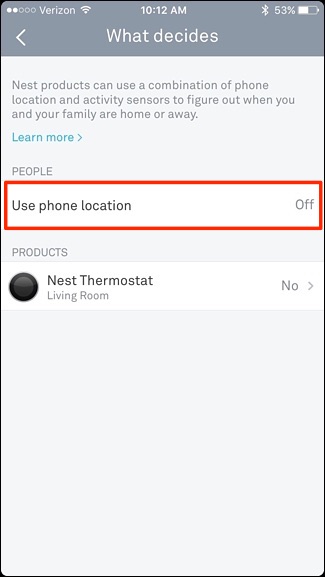 Verizon 10:12 AM 53%
What decides
Nest products can use a combination of phone
location and activity sensors to figure out when you
and your family are home or away.
Learn more >
PEOPLE
Use phone location Off
PRODUCTS
Nest Thermostat
Living Room
No >